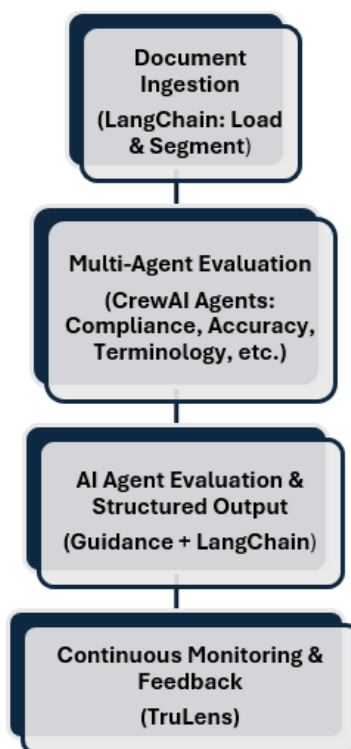 Document
Ingestion
(LangChain: Load
& Segment)
Multi-Agent Evaluation
(CrewAI Agents:
Compliance, Accuracy,
Terminology, etc.)
AI Agent Evaluation &
Structured Output
(Guidance + LangChain)
Continuous Monitoring &
Feedback
(TruLens)